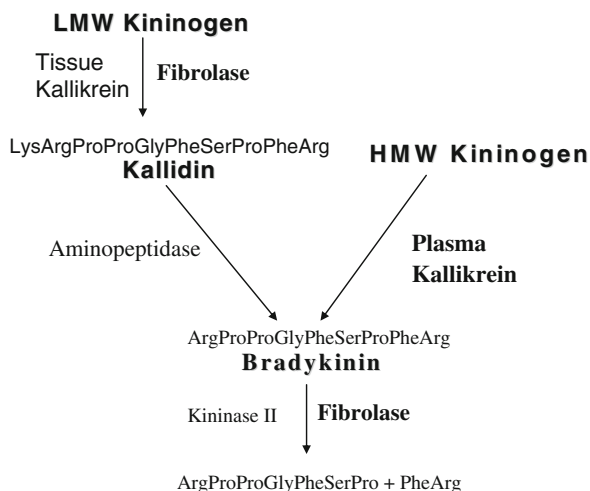 LMW Kininogen
Tissue
Kallikrein
Fibrolase
LysArgProProGlyPheSerProPheArg
Kallidin
HMW Kininogen
Aminopeptidase
Plasma
Kallikrein
ArgProProGlyPheSerProPheArg
Bradykinin
Kininase II
Fibrolase
ArgProProGlyPheSerPro + PheArg